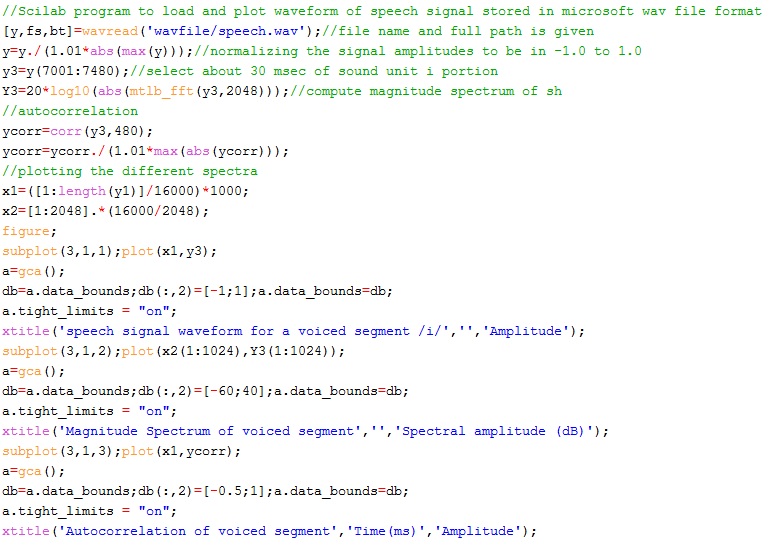 //Scilab program to load and plot waveform of speech signal stored in microsoft wav file format
[y,fs,bt]=wavread('wavfile/speech.wav');//file name and full path is given
y=y./(1.01*abs(max(y)));//normalizing the signal amplitudes to be in -1.0 to 1.0
y3=y(7001:7480);//select about 30 msec of sound unit i portion
Y3=20*log10(abs(mtlb_fft(y3,2048)));//compute magnitude spectrum of sh
//autocorrelation
ycorr=corr(y3,480);
ycorr=ycorr./(1.01*max(abs(ycorr)));
//plotting the different spectra
x1=([1:length(y1)]/16000)*1000;
x2=[1:2048].*(16000/2048);
figure;
subplot(3,1,1);plot(x1,y3);
a=gca();
db=a.data_bounds;db(:,2)=[-1;1];a.data_bounds=db;
a.tight_limits = "on";
xtitle('speech signal waveform for a voiced segment /i/','','Amplitude');
subplot(3,1,2);plot(x2(1:1024),Y3(1:1024));
a=gca();
db=a.data_bounds;db(:,2)=[-60;40];a.data_bounds=db;
a.tight_limits = "on";
xtitle('Magnitude Spectrum of voiced segment','','Spectral amplitude (dB)');
subplot(3,1,3);plot(x1,ycorr);
a=gca();
db=a.data_bounds;db(:,2)=[-0.5;1];a.data_bounds=db;
a.tight_limits = "on";
xtitle('Autocorrelation of voiced segment','Time(ms)','Amplitude');